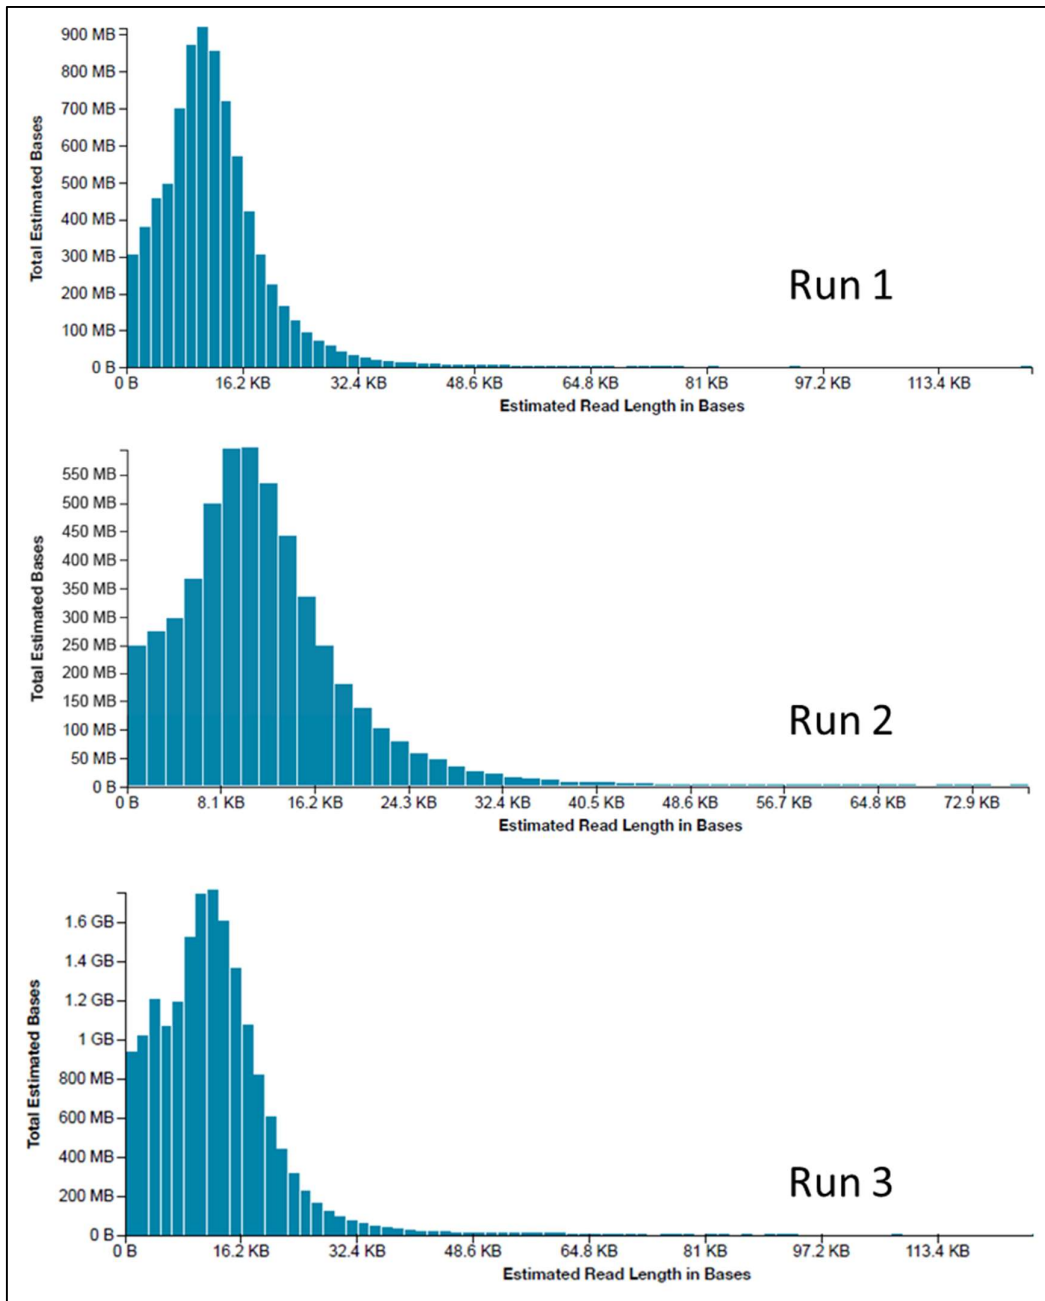 900 MB
800 MB
700 MB
600 MB
500 MB
400 MB
300 MB
200 MB
100 MB
0 B
Total Estimated Bases
Run 1
0 B 16.2 KB 32.4 KB 48.6 KB 64.8 KB 81 KB 97.2 KB 113.4 KB
Estimated Read Length in Bases
550 MB
500 MB
450 MB
400 MB
350 MB
300 MB
250 MB
200 MB
150 MB
100 MB
50 MB
0 B
Total Estimated Bases
Run 2
0 B 8.1 KB 16.2 KB 24.3 KB 32.4 KB 40.5 KB 48.6 KB 56.7 KB 64.8 KB 72.9 KB
Estimated Read Length in Bases
1.6 GB
1.4 GB
1.2 GB
1 GB
800 MB
600 MB
400 MB
200 MB
0 B
Total Estimated Bases
Run 3
0 B 16.2 KB 32.4 KB 48.6 KB 64.8 KB 81 KB 97.2 KB 113.4 KB
Estimated Read Length in Bases